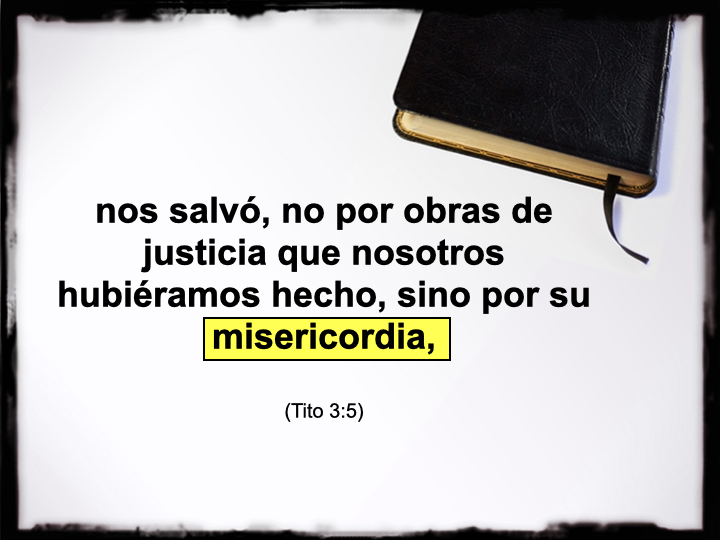 nos salvó, no por obras de
justicia que nosotros
hubiéramos hecho, sino por su
misericordia,
(Tito 3:5)